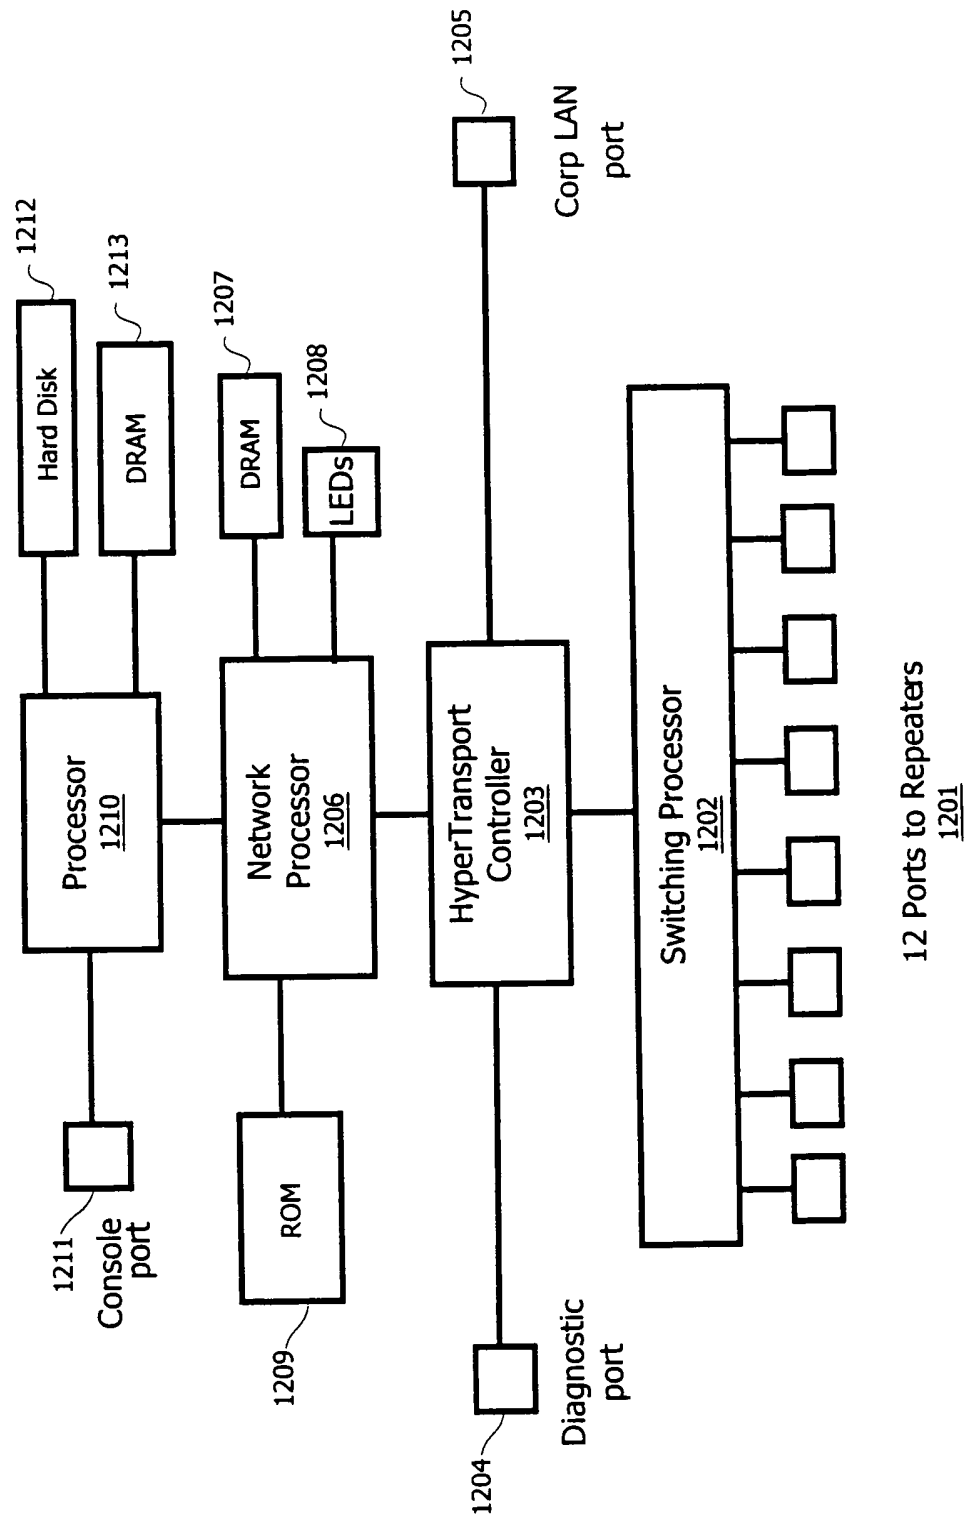 1212
Hard Disk
1213
DRAM
Processor
1210
1211
Console
port
1207
DRAM
1208
LEDs
Network
Processor
1206
ROM
1209
1205
Corp LAN
port
HyperTransport
Controller
1203
1204
Diagnostic
port
Switching Processor
1202
12 Ports to Repeaters
1201